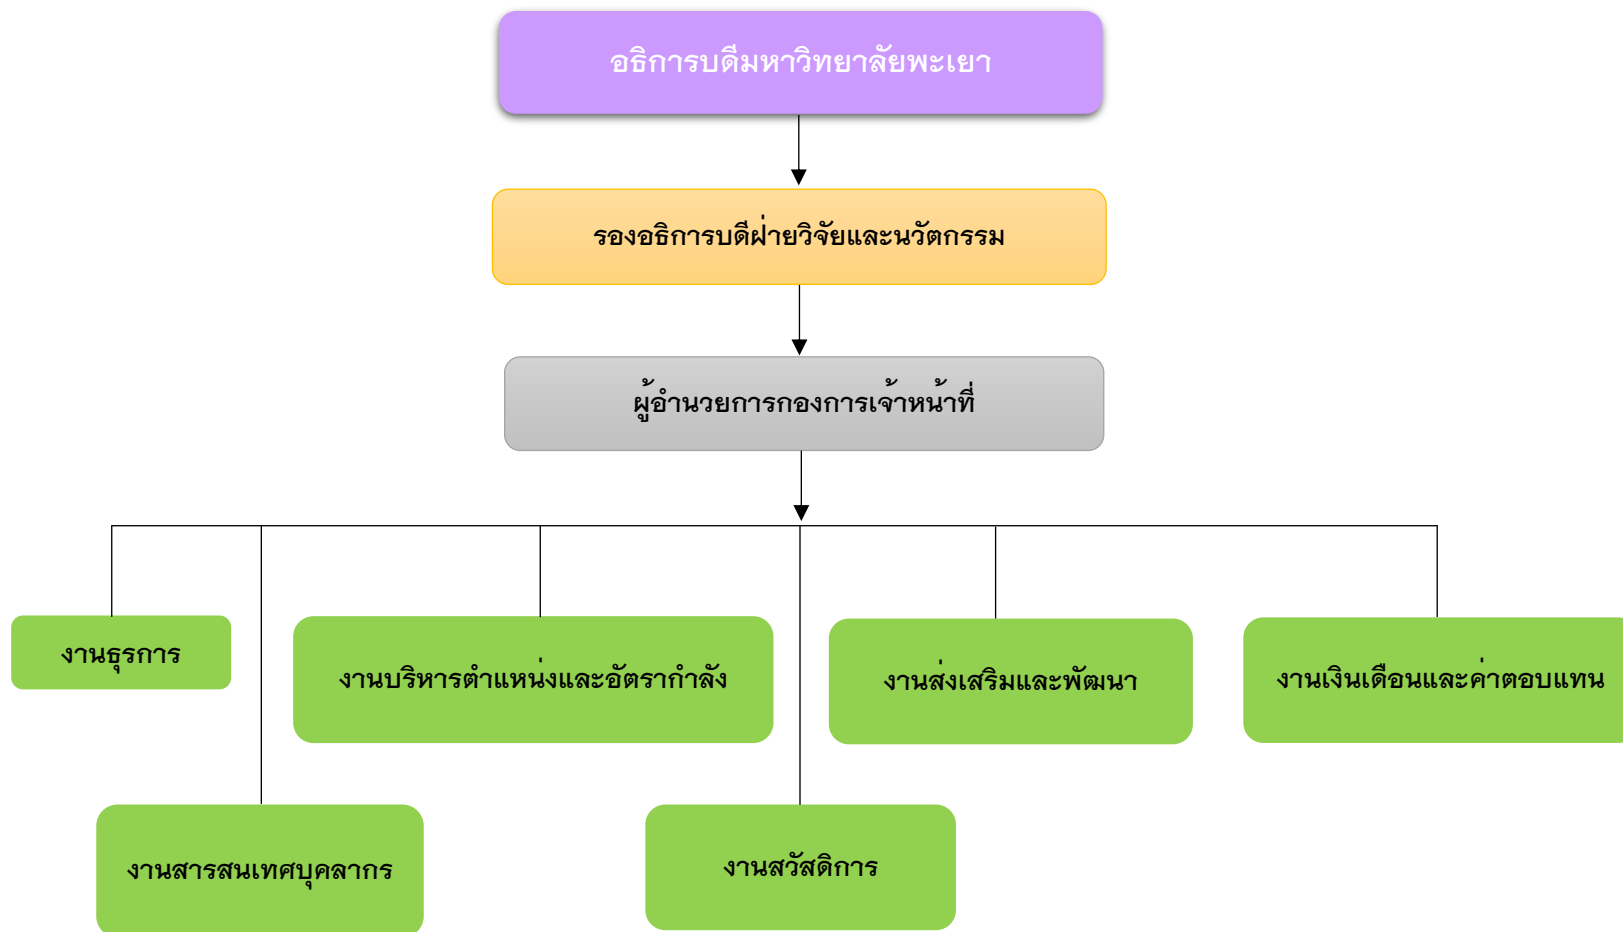 อธิการบดีมหาวิทยาลัยพะเยา
รองอธิการบดีฝ่ายวิจัยและนวัตกรรม
ผู้อำนวยการกองการเจ้าหน้าที่
งานธุรการ
งานบริหารตำแหน่งและอัตรากำลัง
งานส่งเสริมและพัฒนา
งานเงินเดือนและค่าตอบแทน
งานสารสนเทศบุคลากร
งานสวัสดิการ